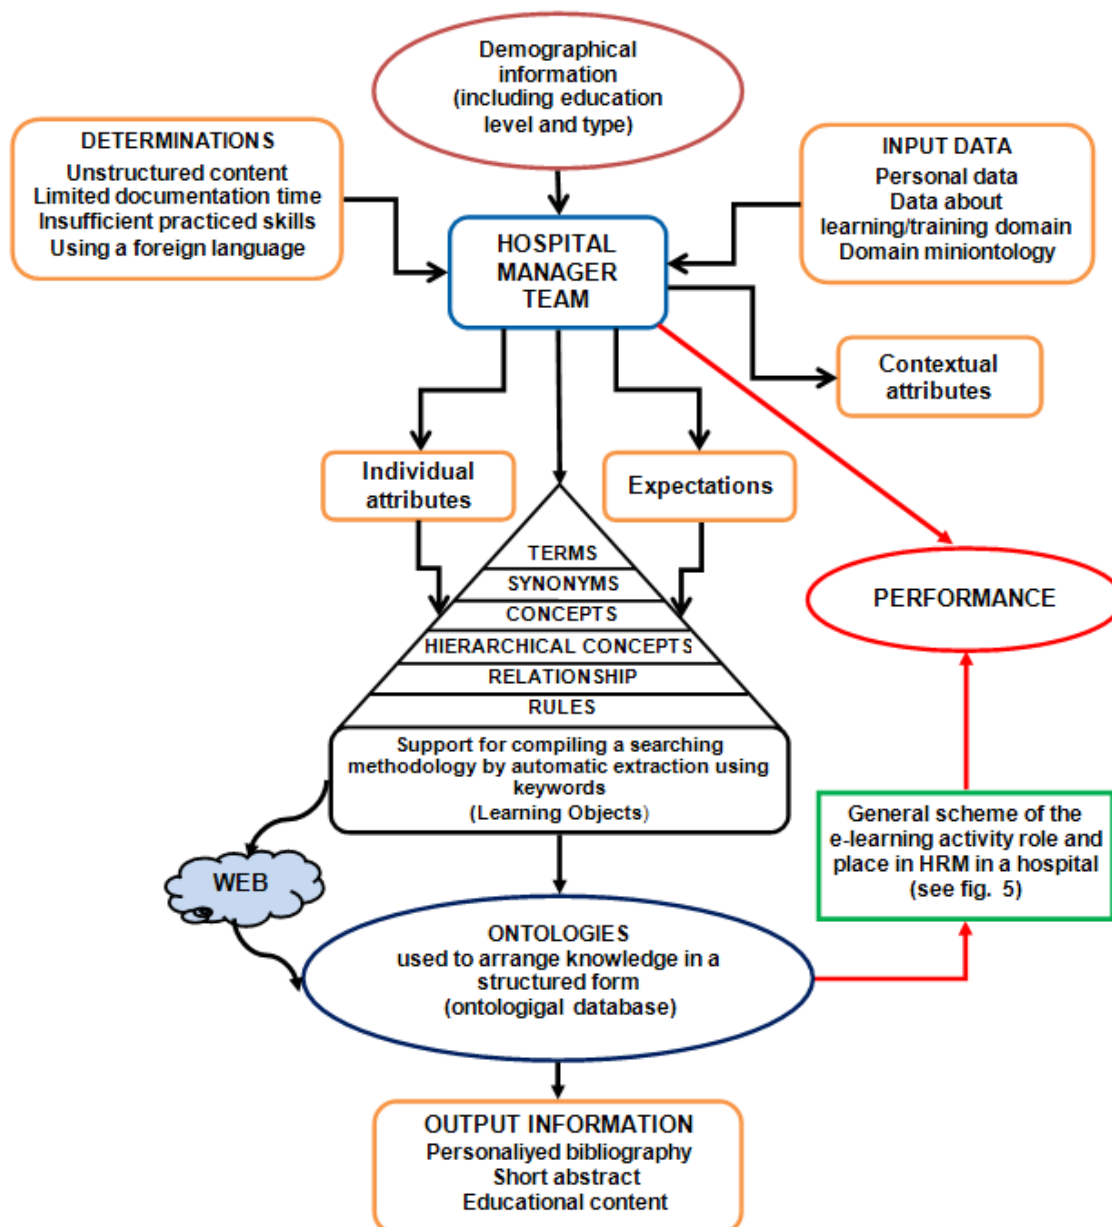 Demographical
information
(including education
level and type)
DETERMINATIONS
Unstructured content
Limited documentation time
Insufficient practiced skills
Using a foreign language
INPUT DATA
Personal data
Data about
learning/training domain
Domain miniontology
HOSPITAL
MANAGER
TEAM
Contextual
attributes
Individual
attributes
Expectations
TERMS
SYNONYMS
CONCEPTS
HIERARCHICAL CONCEPTS
RELATIONSHIP
RULES
PERFORMANCE
Support for compiling a searching
methodology by automatic extraction using
keywords
(Learning Objects)
General scheme of the
e-learning activity role and
place in HRM in a hospital
(see fig. 5)
WEB
ONTOLOGIES
used to arrange knowledge in a
structured form
(ontologigal database)
OUTPUT INFORMATION
Personaliyed bibliography
Short abstract
Educational content